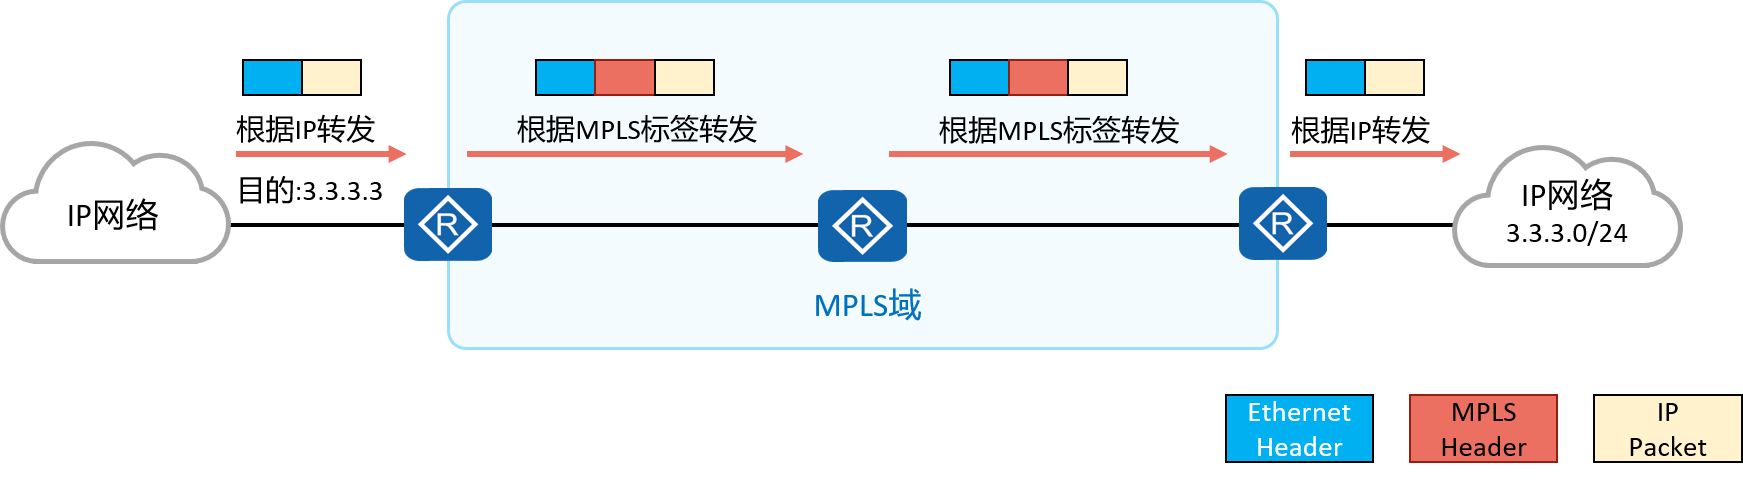 根据IP转发
根据MPLS标签转发
根据MPLS标签转发
根据IP转发
目的:3.3.3.3
IP网络
R
R
R
IP网络
3.3.3.0/24
MPLS域
Ethernet
Header
MPLS
Header
IP
Packet